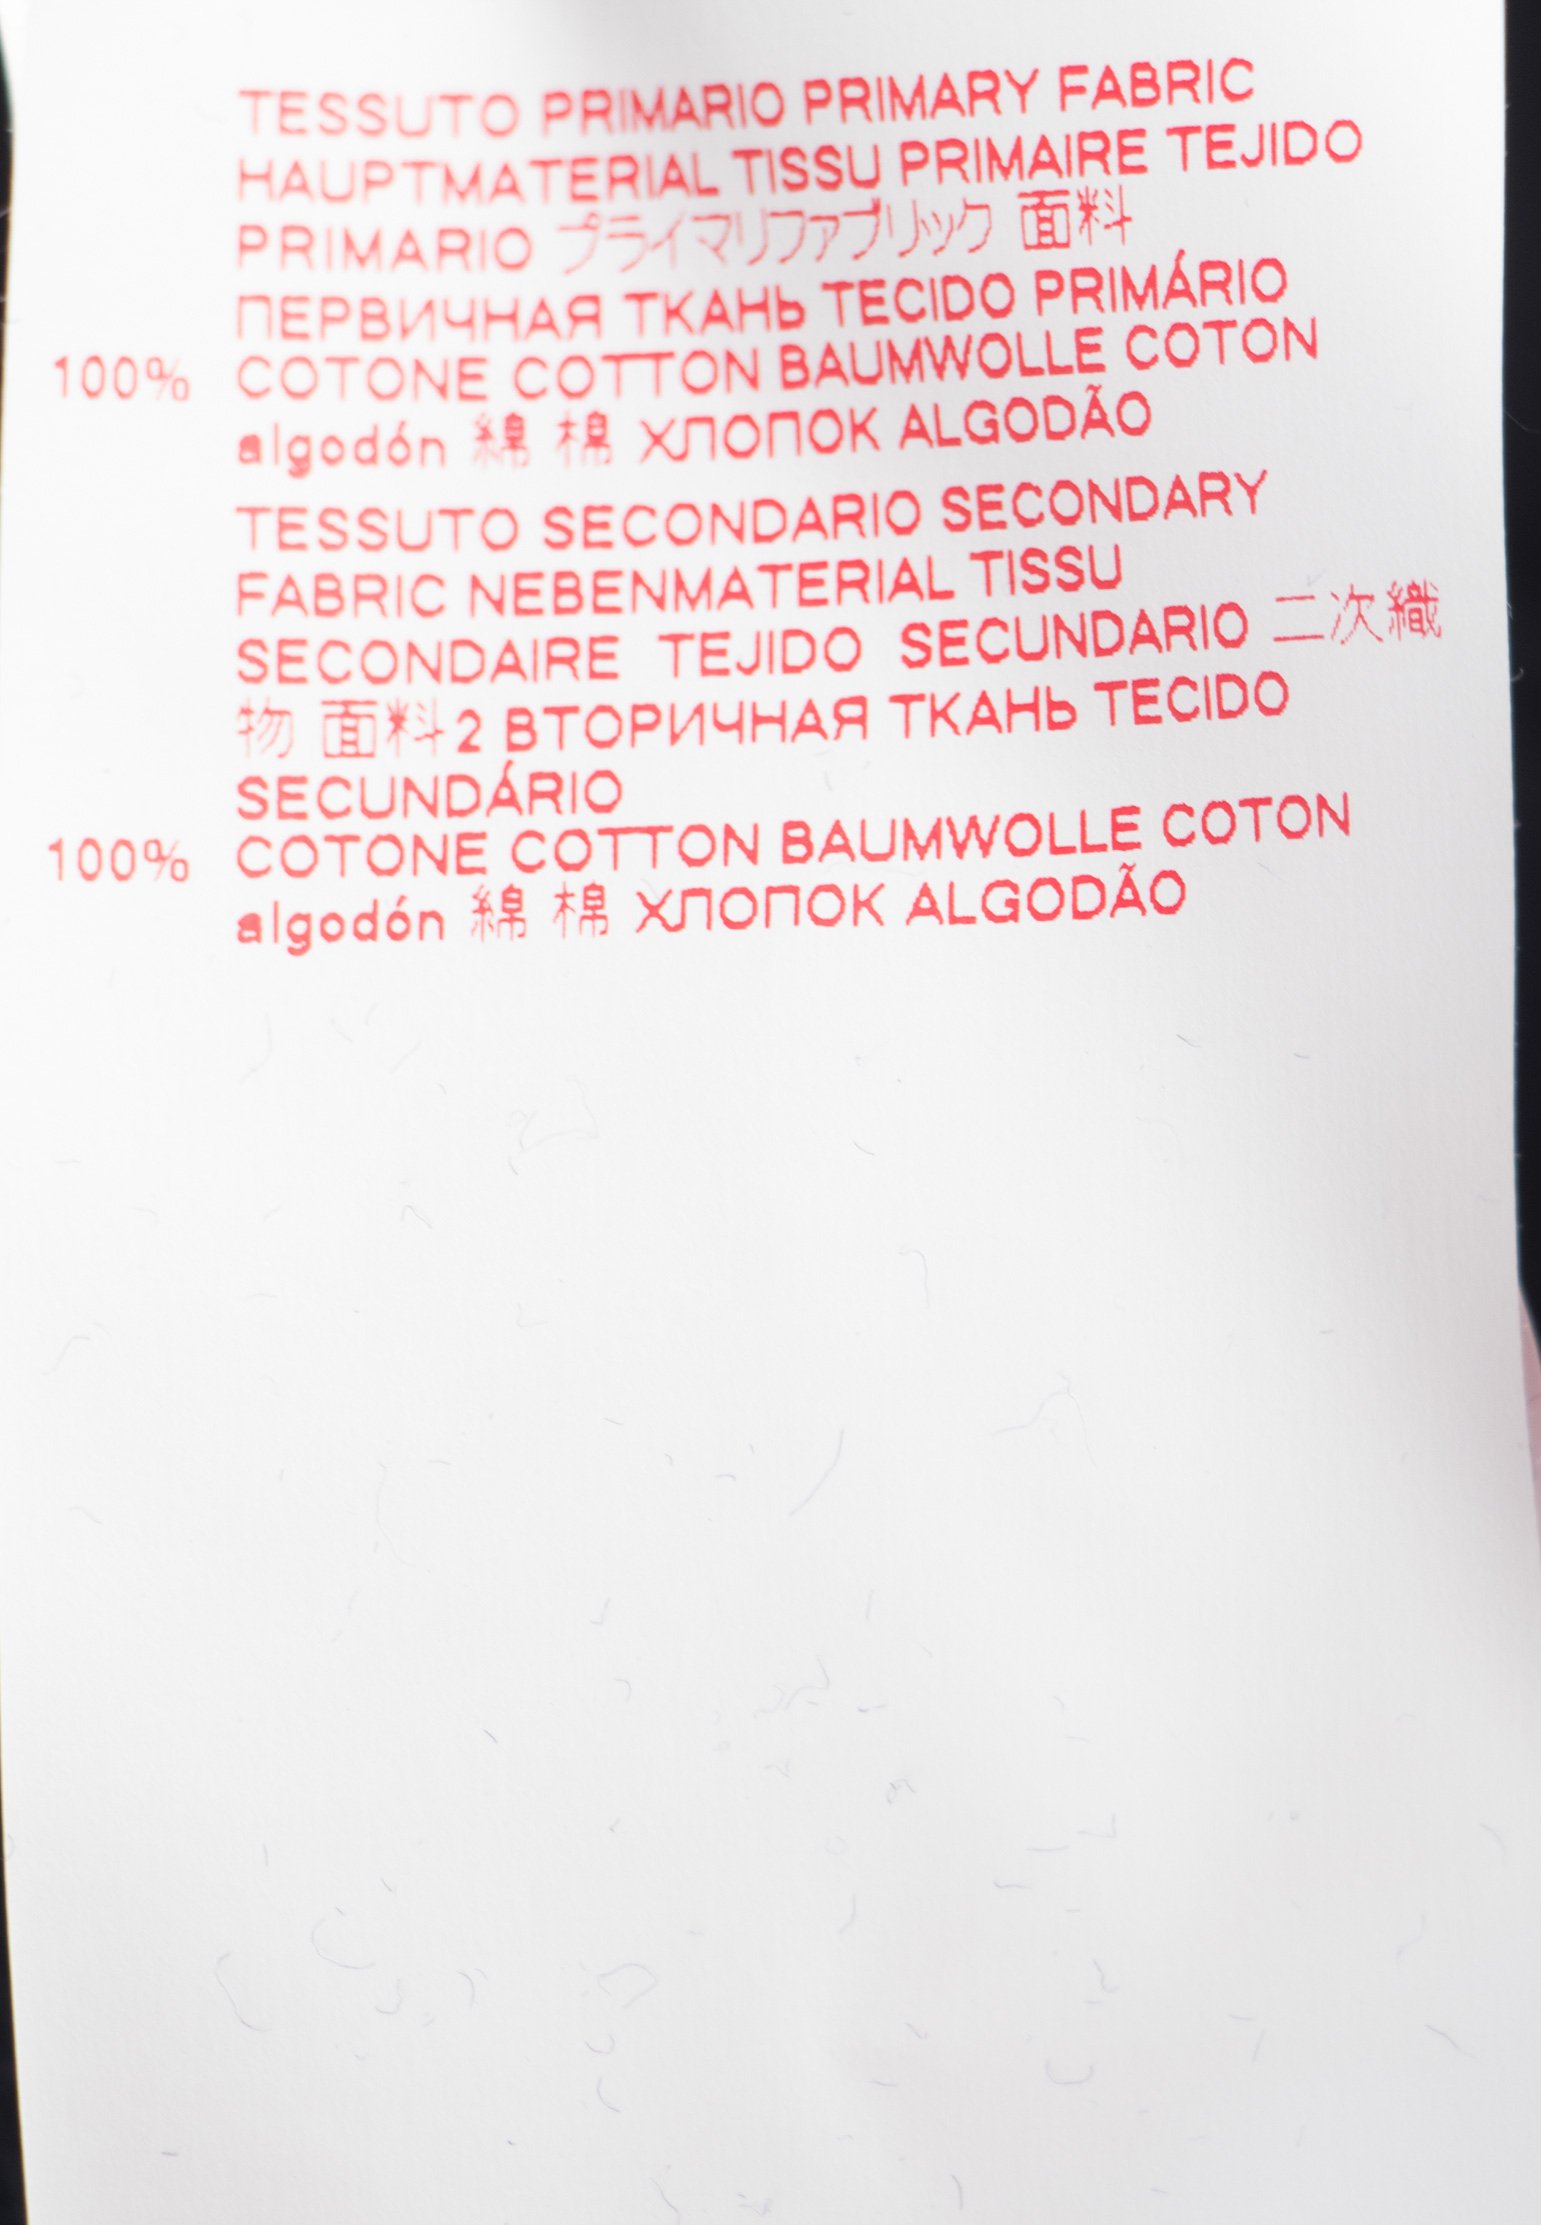 TESSUTO PRIMARIO PRIMARY FABRIC
HAUPTMATERIAL TISSU PRIMAIRE TEJIDO
PRIMARIO プライマリファブリック 面料
ПЕРВИЧНАЯ ТКАНЬ TECIDO PRIMÁRIO
100% COTONE COTTON BAUMWOLLE COTON
algodón 綿 棉 ХЛОПОК ALGODÃO
TESSUTO SECONDARIO SECONDARY
FABRIC NEBENMATERIAL TISSU
SECONDAIRE TEJIDO SECUNDARIO 二次織
物 面料2 ВТОРИЧНАЯ ТКАНЬ TECIDO
SECUNDÁRIO
100% COTONE COTTON BAUMWOLLE COTON
algodón 綿 棉 ХЛОПОК ALGODÃO